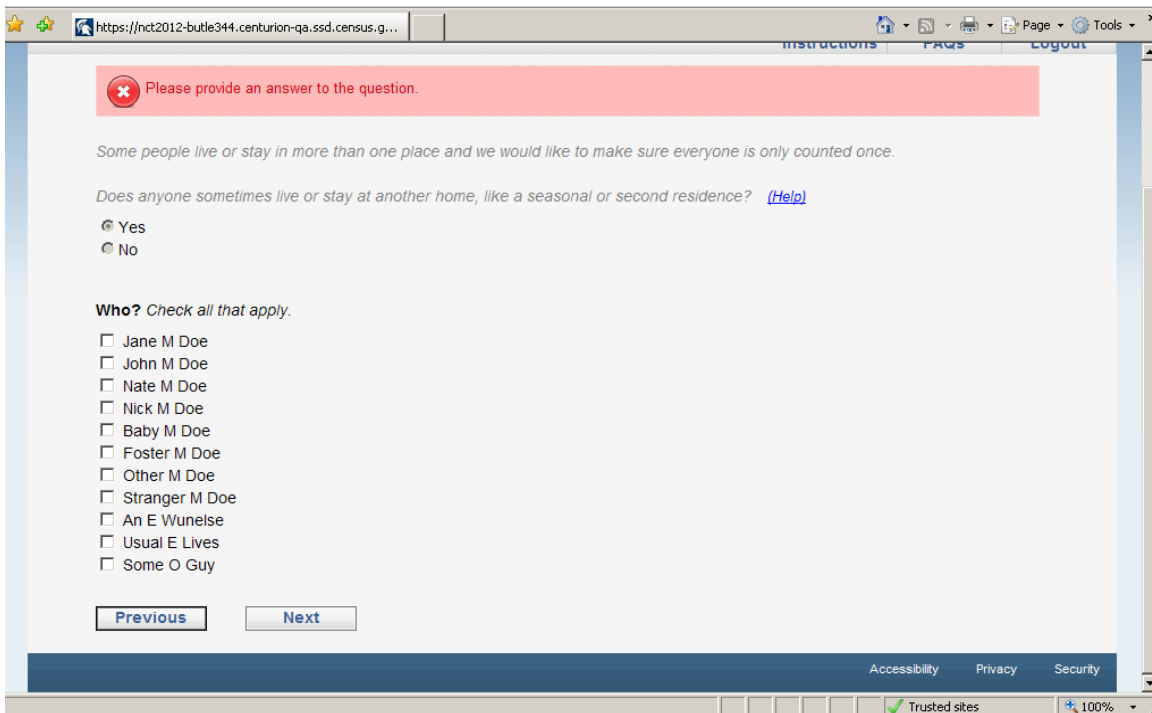 https://nct2012-butle344.centurion-qa.ssd.census.g...
Page
Tools
Instructions FAQs Logout
Please provide an answer to the question.
Some people live or stay in more than one place and we would like to make sure everyone is only counted once.
Does anyone sometimes live or stay at another home, like a seasonal or second residence? (Help)
Yes
No
Who? Check all that apply.
Jane M Doe
John M Doe
Nate M Doe
Nick M Doe
Baby M Doe
Foster M Doe
Other M Doe
Stranger M Doe
An E Wunelse
Usual E Lives
Some O Guy
Previous Next
Accessibility Privacy Security
Trusted sites 100%